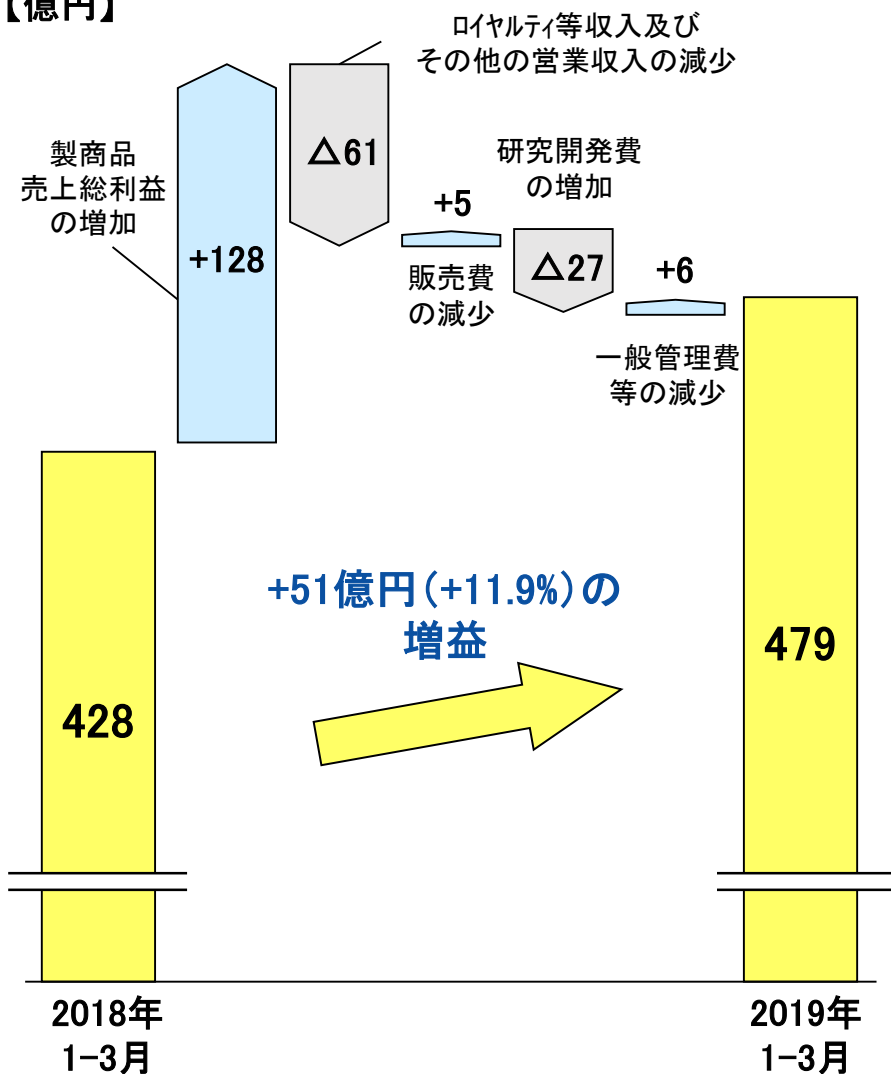 【億円】
ロイヤルティ等収入及び
その他の営業収入の減少
製商品
売上総利益
の増加
+128
△61
+5
販売費
の減少
研究開発費
の増加
△27
+6
一般管理費
等の減少
+51億円(+11.9%)の
増益
428
479
2018年
1-3月
2019年
1-3月